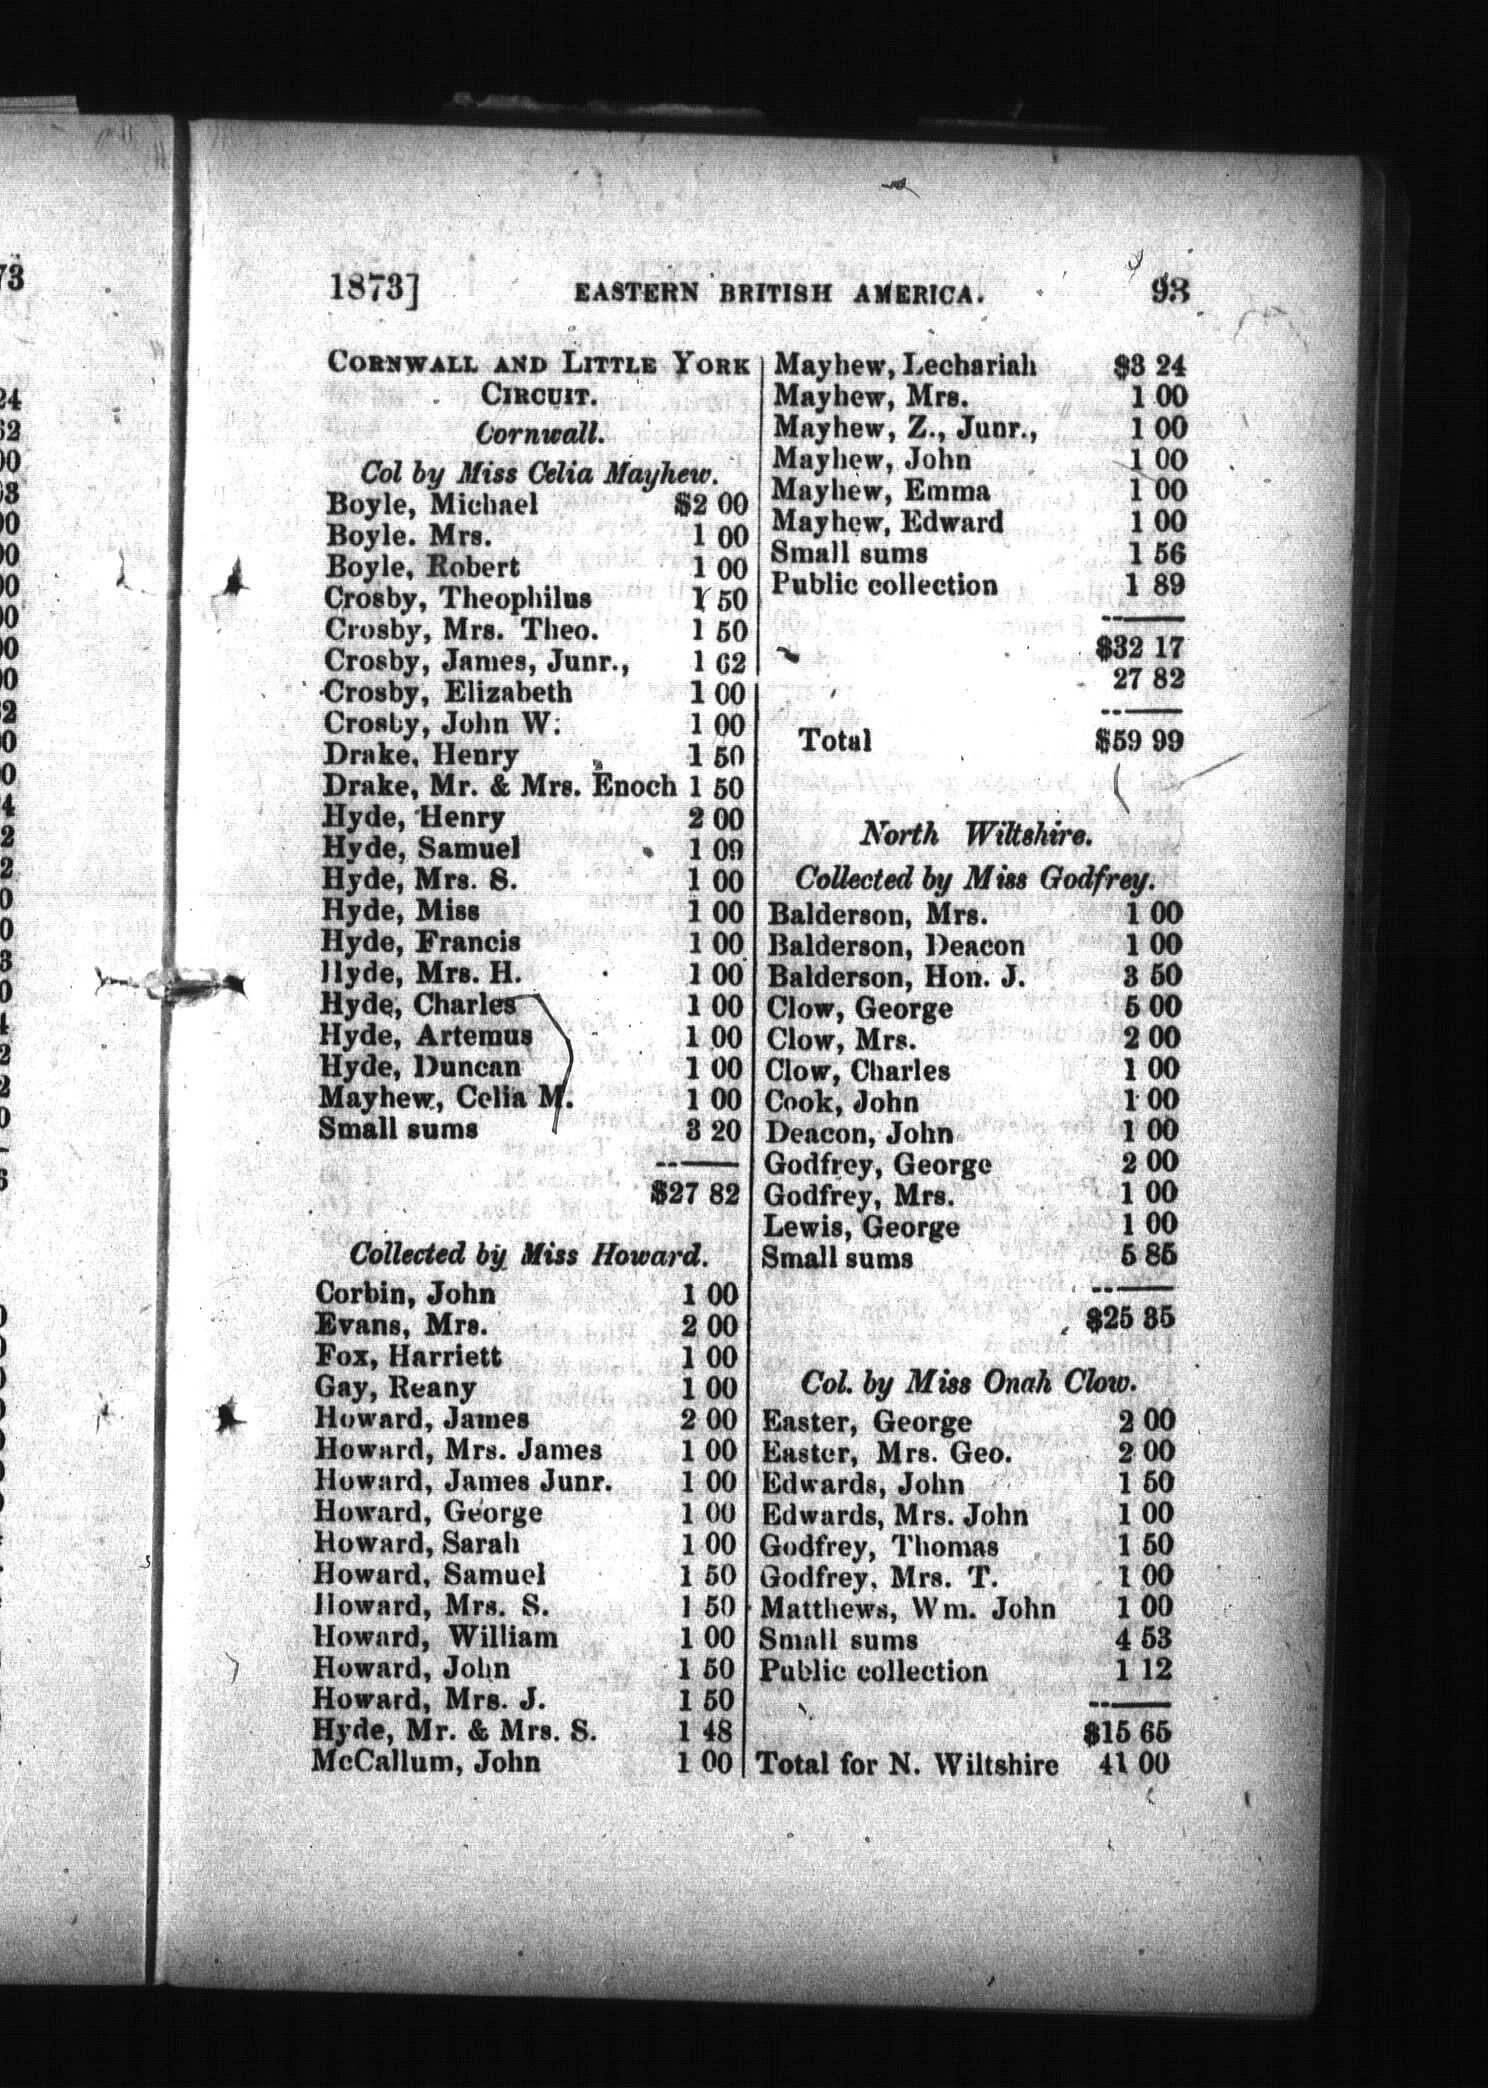 1873]
EASTERN BRITISH AMERICA.
93
CORNWALL AND LITTLE YORK
CIRCUIT.
Cornwall.
Col by Miss Celia Mayhew.
Boyle, Michael $2 00
Boyle. Mrs. 1 00
Boyle, Robert 1 00
Crosby, Theophilus 1 50
Crosby, Mrs. Theo. 1 50
Crosby, James, Junr., 1 62
Crosby, Elizabeth 1 00
Crosby, John W. 1 00
Drake, Henry 1 50
Drake, Mr. & Mrs. Enoch 1 50
Hyde, Henry 2 00
Hyde, Samuel 1 09
Hyde, Mrs. S. 1 00
Hyde, Miss 1 00
Hyde, Francis 1 00
Hyde, Mrs. H. 1 00
Hyde, Charles 1 00
Hyde, Artemus 1 00
Hyde, Duncan 1 00
Mayhew, Celia M. 1 00
Small sums 3 20
$27 82
Collected by Miss Howard.
Corbin, John 1 00
Evans, Mrs. 2 00
Fox, Harriett 1 00
Gay, Reany 1 00
Howard, James 2 00
Howard, Mrs. James 1 00
Howard, James Junr. 1 00
Howard, George 1 00
Howard, Sarah 1 00
Howard, Samuel 1 50
Howard, Mrs. S. 1 50
Howard, William 1 00
Howard, John 1 50
Howard, Mrs. J. 1 50
Hyde, Mr. & Mrs. S. 1 48
McCallum, John 1 00
Mayhew, Lechariah $3 24
Mayhew, Mrs. 1 00
Mayhew, Z., Junr., 1 00
Mayhew, John 1 00
Mayhew, Emma 1 00
Mayhew, Edward 1 00
Small sums 1 56
Public collection 1 89
$32 17
27 82
Total $59 99
North Wiltshire.
Collected by Miss Godfrey.
Balderson, Mrs. 1 00
Balderson, Deacon 1 00
Balderson, Hon. J. 3 50
Clow, George 5 00
Clow, Mrs. 2 00
Clow, Charles 1 00
Cook, John 1 00
Deacon, John 1 00
Godfrey, George 2 00
Godfrey, Mrs. 1 00
Lewis, George 1 00
Small sums 5 85
$25 35
Col. by Miss Onah Clow.
Easter, George 2 00
Easter, Mrs. Geo. 2 00
Edwards, John 1 50
Edwards, Mrs. John 1 00
Godfrey, Thomas 1 50
Godfrey, Mrs. T. 1 00
Matthews, Wm. John 1 00
Small sums 4 53
Public collection 1 12
$15 65
Total for N. Wiltshire 41 00